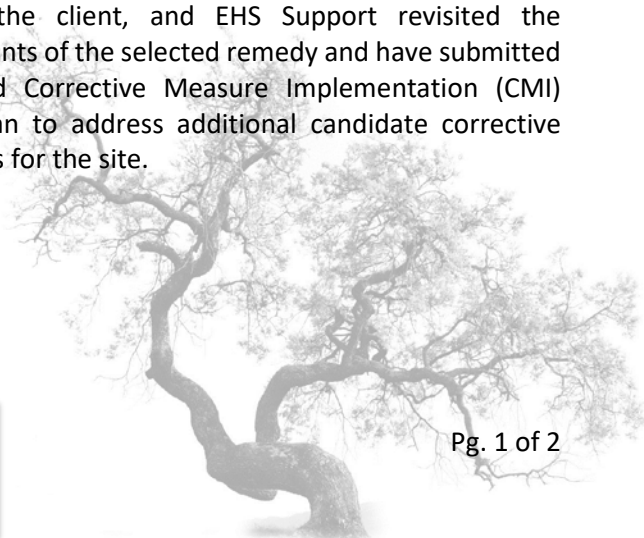 the client, and EHS Support revisited the
nts of the selected remedy and have submitted
d Corrective Measure Implementation (CMI)
an to address additional candidate corrective
s for the site.
Pg. 1 of 2